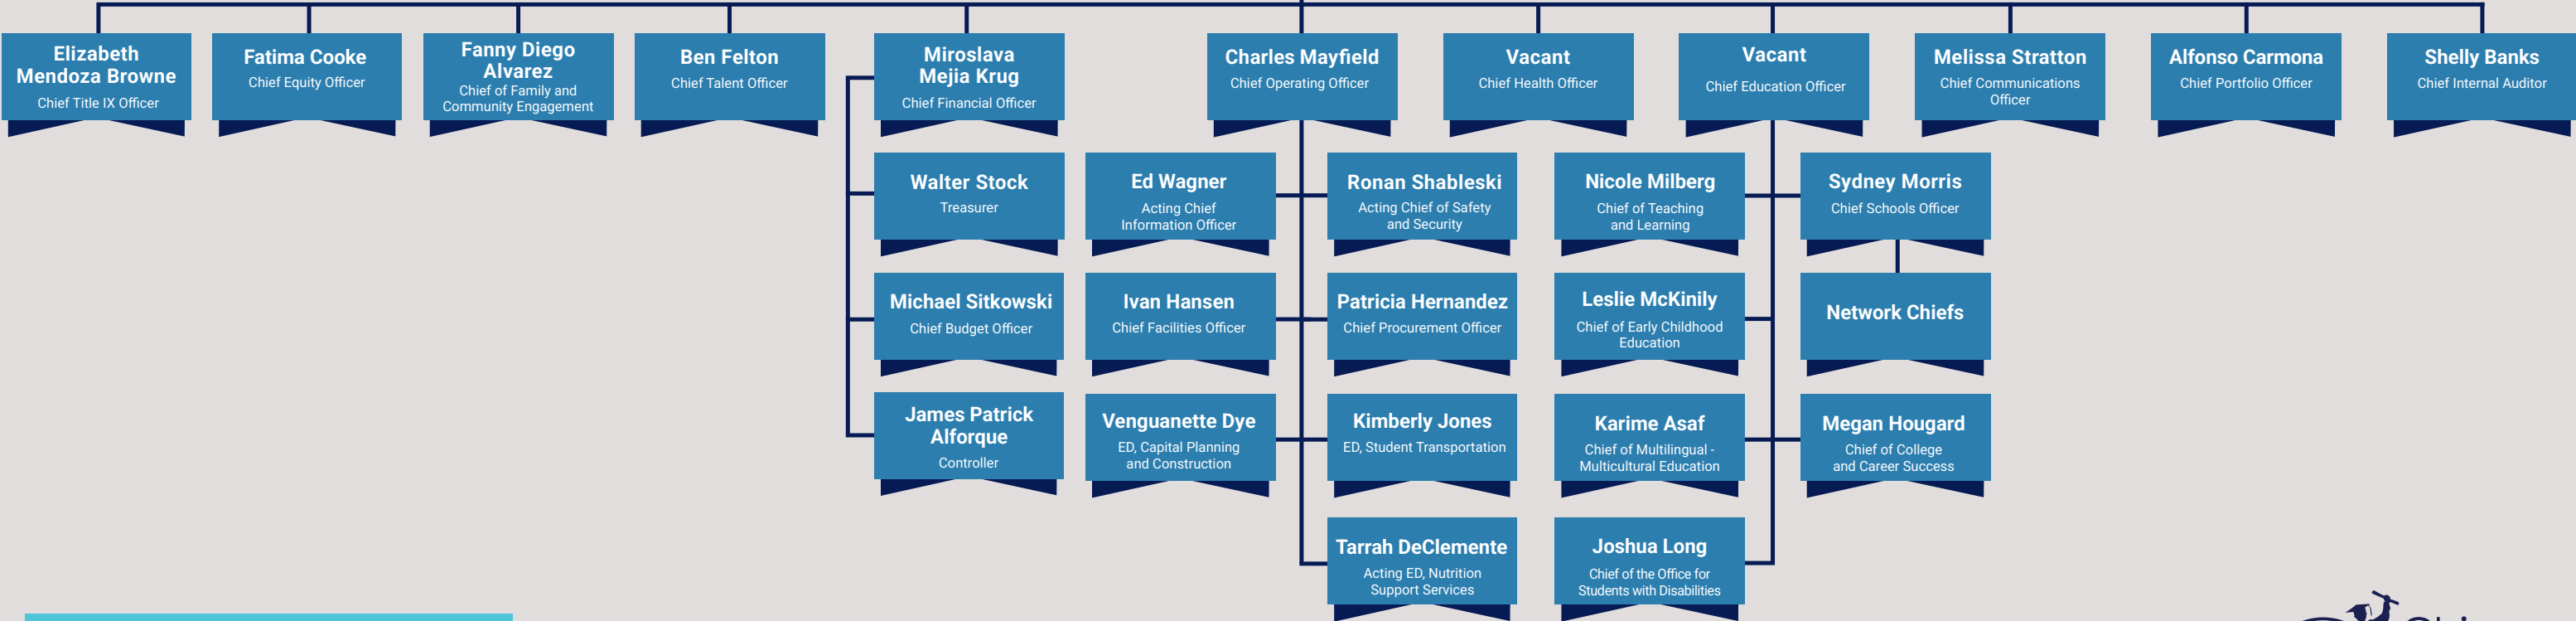 Elizabeth
Mendoza Browne
Chief Title IX Officer
Fatima Cooke
Chief Equity Officer
Fanny Diego
Alvarez
Chief of Family and
Community Engagement
Ben Felton
Chief Talent Officer
Miroslava
Mejia Krug
Chief Financial Officer
Charles Mayfield
Chief Operating Officer
Vacant
Chief Health Officer
Vacant
Chief Education Officer
Melissa Stratton
Chief Communications
Officer
Alfonso Carmona
Chief Portfolio Officer
Shelly Banks
Chief Internal Auditor
Walter Stock
Treasurer
Ed Wagner
Acting Chief
Information Officer
Ronan Shableski
Acting Chief of Safety
and Security
Nicole Milberg
Chief of Teaching
and Learning
Sydney Morris
Chief Schools Officer
Michael Sitkowski
Chief Budget Officer
Ivan Hansen
Chief Facilities Officer
Patricia Hernandez
Chief Procurement Officer
Leslie McKinily
Chief of Early Childhood
Education
Network Chiefs
James Patrick
Alforque
Controller
Venguanette Dye
ED, Capital Planning
and Construction
Kimberly Jones
ED, Student Transportation
Karime Asaf
Chief of Multilingual -
Multicultural Education
Megan Hougard
Chief of College
and Career Success
Tarrah DeClemente
Acting ED, Nutrition
Support Services
Joshua Long
Chief of the Office for
Students with Disabilities